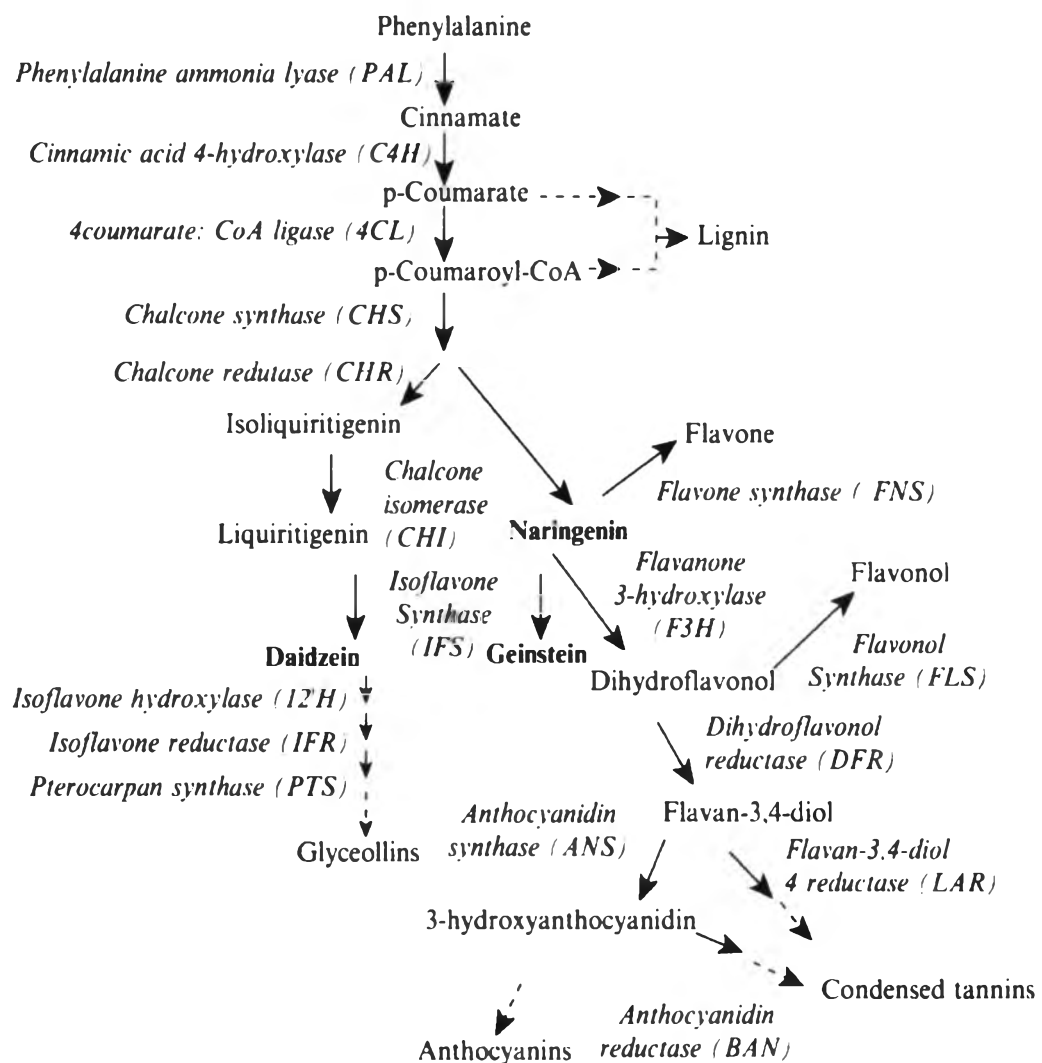 Phenylalanine
Phenylalanine ammonia lyase (PAL)
Cinnamate
Cinnamic acid 4-hydroxylase (C4H)
p-Coumarate
4coumarate: CoA ligase (4CL)
Lignin
p-Coumaroyl-CoA
Chalcone synthase (CHS)
Chalcone redutase (CHR)
Isoliquiritigenin
Flavone
Chalcone
isomerase
(CHI)
Flavone synthase ( FNS)
Liquiritigenin
Naringenin
Isoflavone
Synthase
(IFS)
Flavanone
3-hydroxylase
(F3H)
Flavonol
Daidzein
Geinstein
Dihydroflavonol
Flavonol
Synthase (FLS)
Isoflavone hydroxylase (12'H)
Isoflavone reductase (IFR)
Pterocarpan synthase (PTS)
Dihydroflavonol
reductase (DFR)
Glyceollins
Anthocyanidin
synthase (ANS)
Flavan-3,4-diol
Flavan-3,4-diol
4 reductase (LAR)
3-hydroxyanthocyanidin
Condensed tannins
Anthocyanins
Anthocyanidin
reductase (BAN)